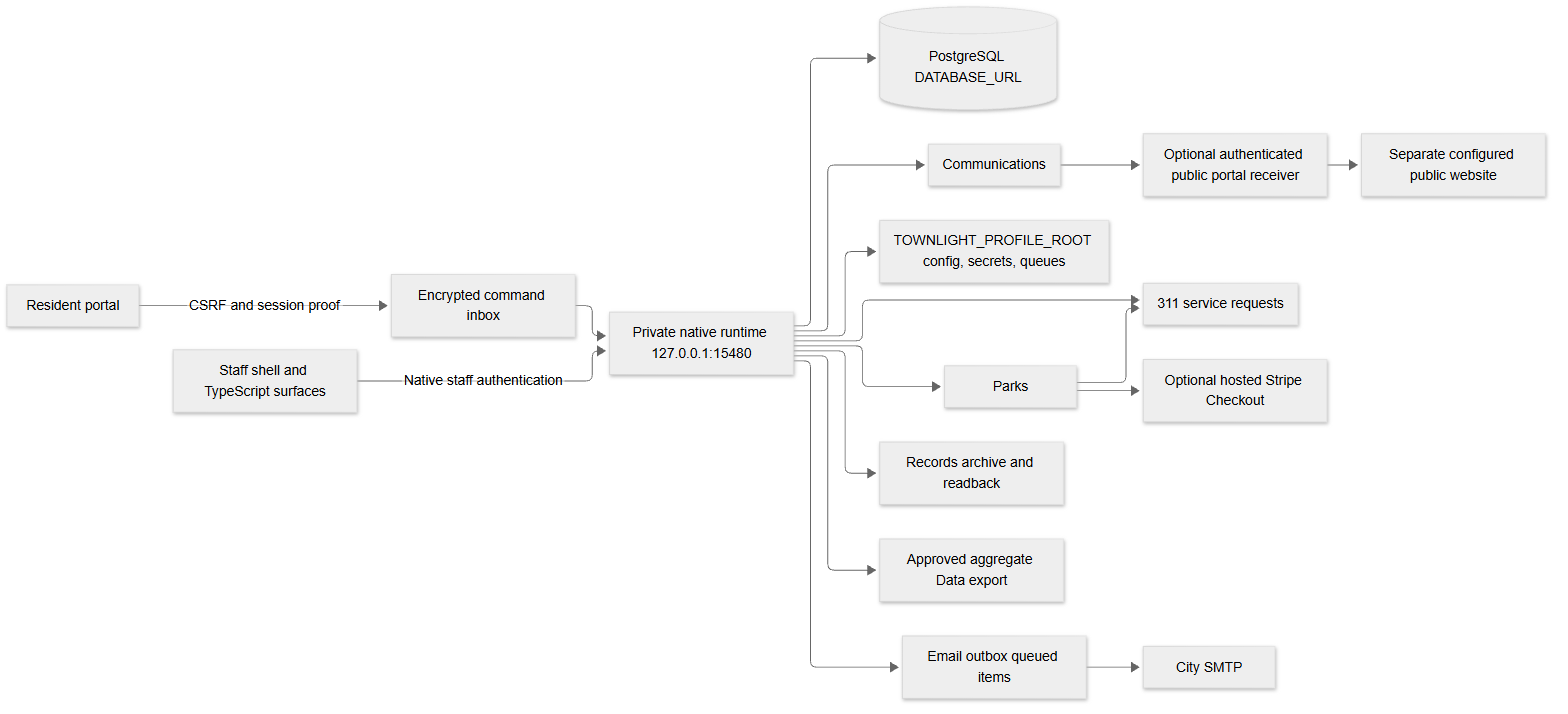 PostgreSQL
DATABASE_URL
Communications
Optional authenticated
public portal receiver
Separate configured
public website
TOWNLIGHT_PROFILE_ROOT
config, secrets, queues
Resident portal
CSRF and session proof
Encrypted command
inbox
311 service requests
Private native runtime
127.0.0.1:15480
Staff shell and
TypeScript surfaces
Native staff authentication
Parks
Optional hosted Stripe
Checkout
Records archive and
readback
Approved aggregate
Data export
Email outbox queued
items
City SMTP